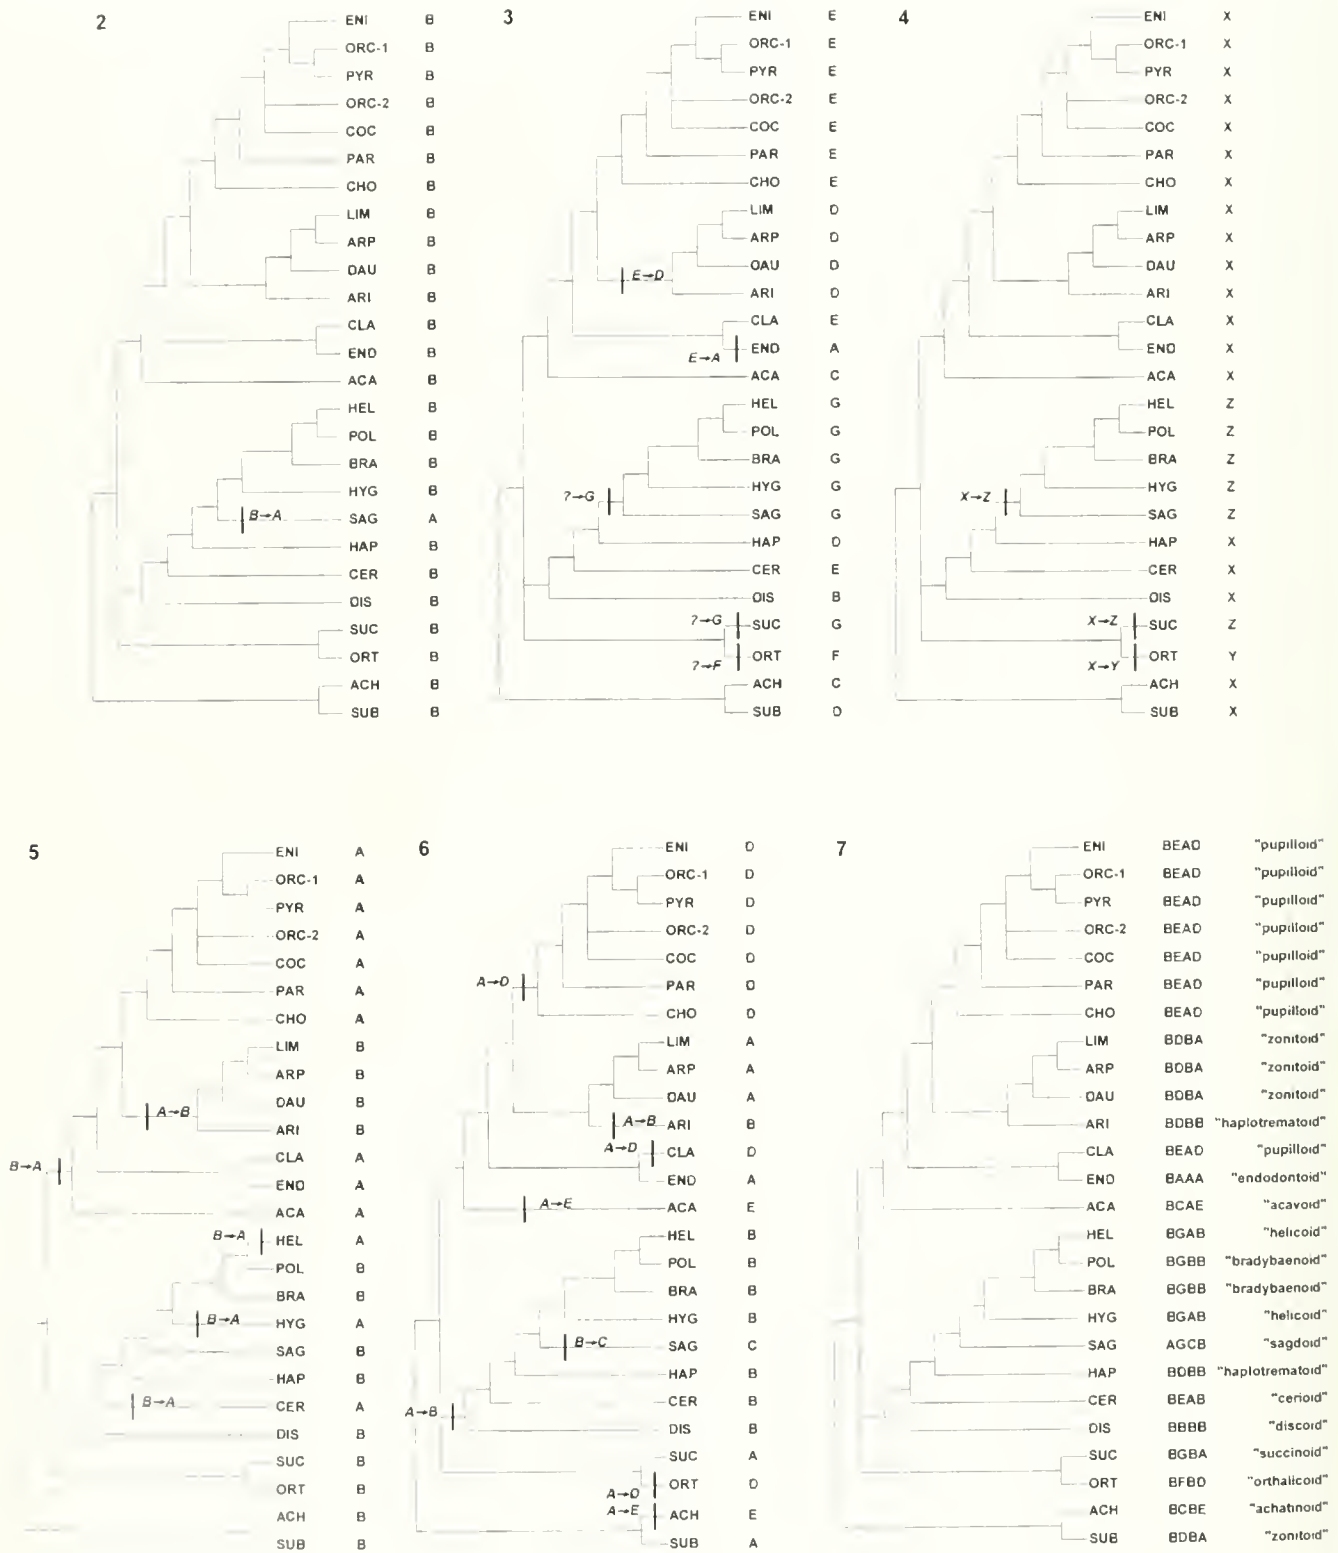 2
ENI B
ORC-1 B
PYR B
ORC-2 B
COC B
PAR B
CHO B
LIM B
ARP B
DAU B
ARI B
CLA B
END B
ACA B
HEL B
POL B
BRA B
HYG B
B→A SAG A
HAP B
CER B
DIS B
SUC B
ORT B
ACH B
SUB B
3
ENI E
ORC-1 E
PYR E
ORC-2 E
COC E
PAR E
CHO E
LIM D
ARP D
DAU D
E→D
ARI D
CLA E
END A
E→A
ACA C
HEL G
POL G
BRA G
HYG G
?→G
SAG G
HAP D
CER E
DIS B
?→G SUC G
ORT F
?→F
ACH C
SUB D
4
ENI X
ORC-1 X
PYR X
ORC-2 X
COC X
PAR X
CHO X
LIM X
ARP X
DAU X
ARI X
CLA X
END X
ACA X
HEL Z
POL Z
BRA Z
HYG Z
X→Z
SAG Z
HAP X
CER X
DIS X
X→Z SUC Z
ORT Y
X→Y
ACH X
SUB X
5
ENI A
ORC-1 A
PYR A
ORC-2 A
COC A
PAR A
CHO A
LIM B
ARP B
DAU B
A→B
ARI B
CLA A
B→A
END A
ACA A
B→A HEL A
POL B
BRA B
B→A HYG A
SAG B
HAP B
B→A CER A
DIS B
SUC B
ORT B
ACH B
SUB B
6
ENI D
ORC-1 D
PYR D
ORC-2 D
COC D
A→D
PAR D
CHO D
LIM A
ARP A
DAU A
A→B ARI B
A→D CLA D
END A
A→E ACA E
HEL B
POL B
BRA B
HYG B
B→C SAG C
HAP B
CER B
A→B
DIS B
SUC A
ORT D
A→D
A→E ACH E
SUB A
7
ENI BEAD "pupilloid"
ORC-1 BEAD "pupilloid"
PYR BEAD "pupilloid"
ORC-2 BEAD "pupilloid"
COC BEAD "pupilloid"
PAR BEAD "pupilloid"
CHO BEAD "pupilloid"
LIM BDBA "zonitoid"
ARP BDBA "zonitoid"
DAU BDBA "zonitoid"
ARI BDBB "haplotrematoid"
CLA BEAD "pupilloid"
END BAAA "endodontoid"
ACA BCAE "acavoid"
HEL BGAB "helicoid"
POL BGBB "bradybaenoid"
BRA BGBB "bradybaenoid"
HYG BGAB "helicoid"
SAG AGCB "sagdoid"
HAP BDBB "haplotrematoid"
CER BEAB "cerioid"
DIS BBBB "discoid"
SUC BGBA "succinoid"
ORT BFBD "orthalicoid"
ACH BCBE "achatinoid"
SUB BDBA "zonitoid"